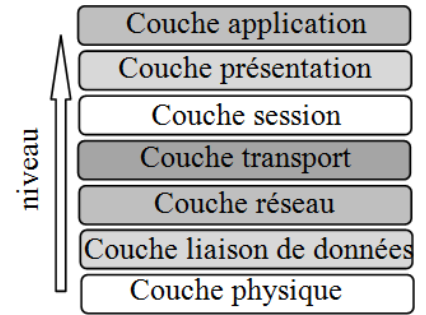 Couche application
Couche présentation
Couche session
Couche transport
Couche réseau
Couche liaison de données
Couche physique
niveau